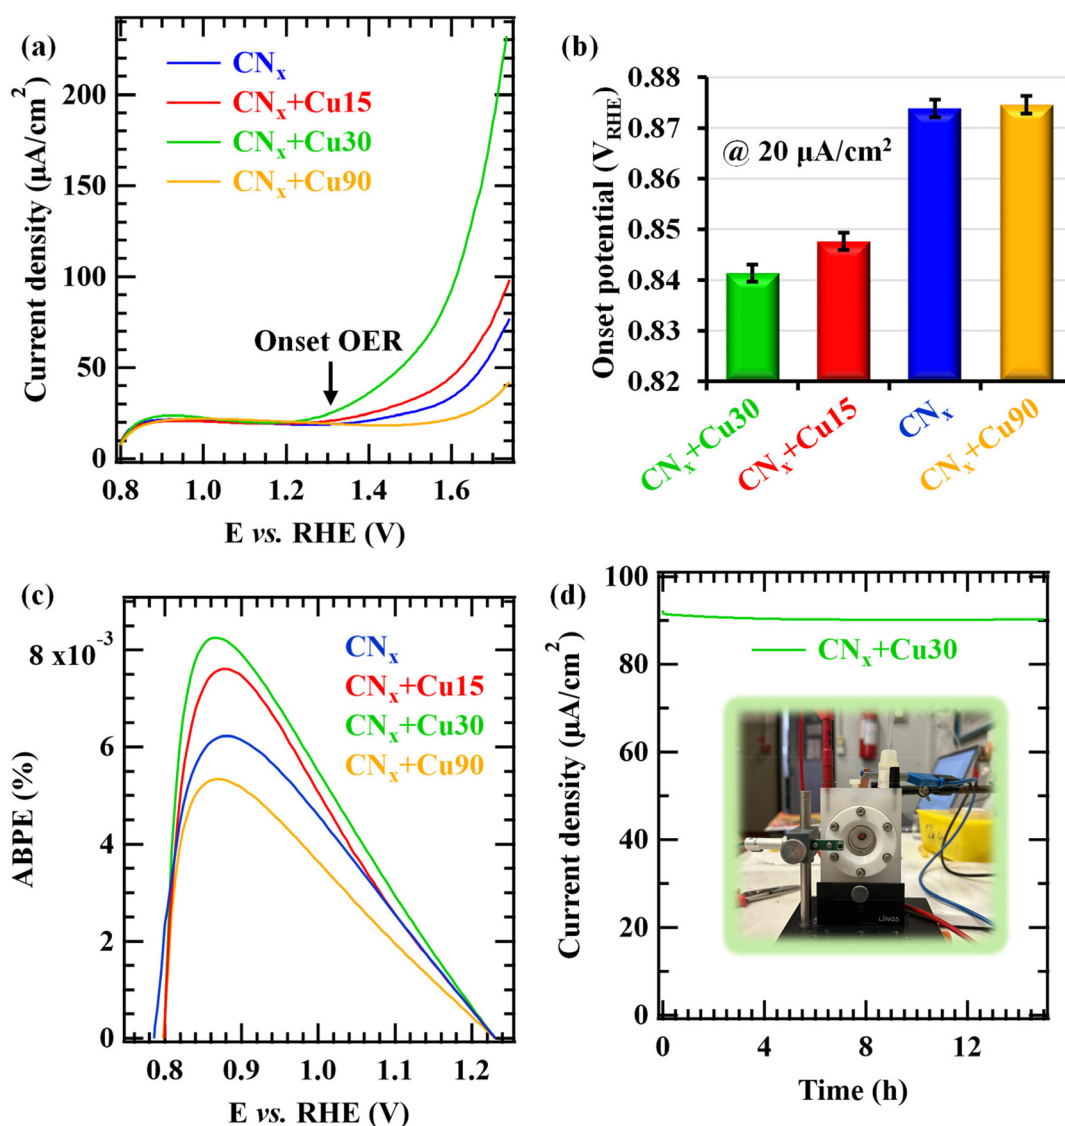 (a)
CNx
CNx+Cu15
CNx+Cu30
CNx+Cu90
Onset OER
Current density (µA/cm²)
200
150
100
50
0
0.8 1.0 1.2 1.4 1.6
E vs. RHE (V)
(b)
@ 20 µA/cm²
Onset potential (VRHE)
0.88
0.87
0.86
0.85
0.84
0.83
0.82
CNx+Cu30
CNx+Cu15
CNx
CNx+Cu90
(c)
CNx
CNx+Cu15
CNx+Cu30
CNx+Cu90
ABPE (%)
8 x10⁻³
6
4
2
0
0.8 0.9 1.0 1.1 1.2
E vs. RHE (V)
(d)
CNx+Cu30
Current density (µA/cm²)
100
80
60
40
20
0
0 4 8 12
Time (h)
LINQS